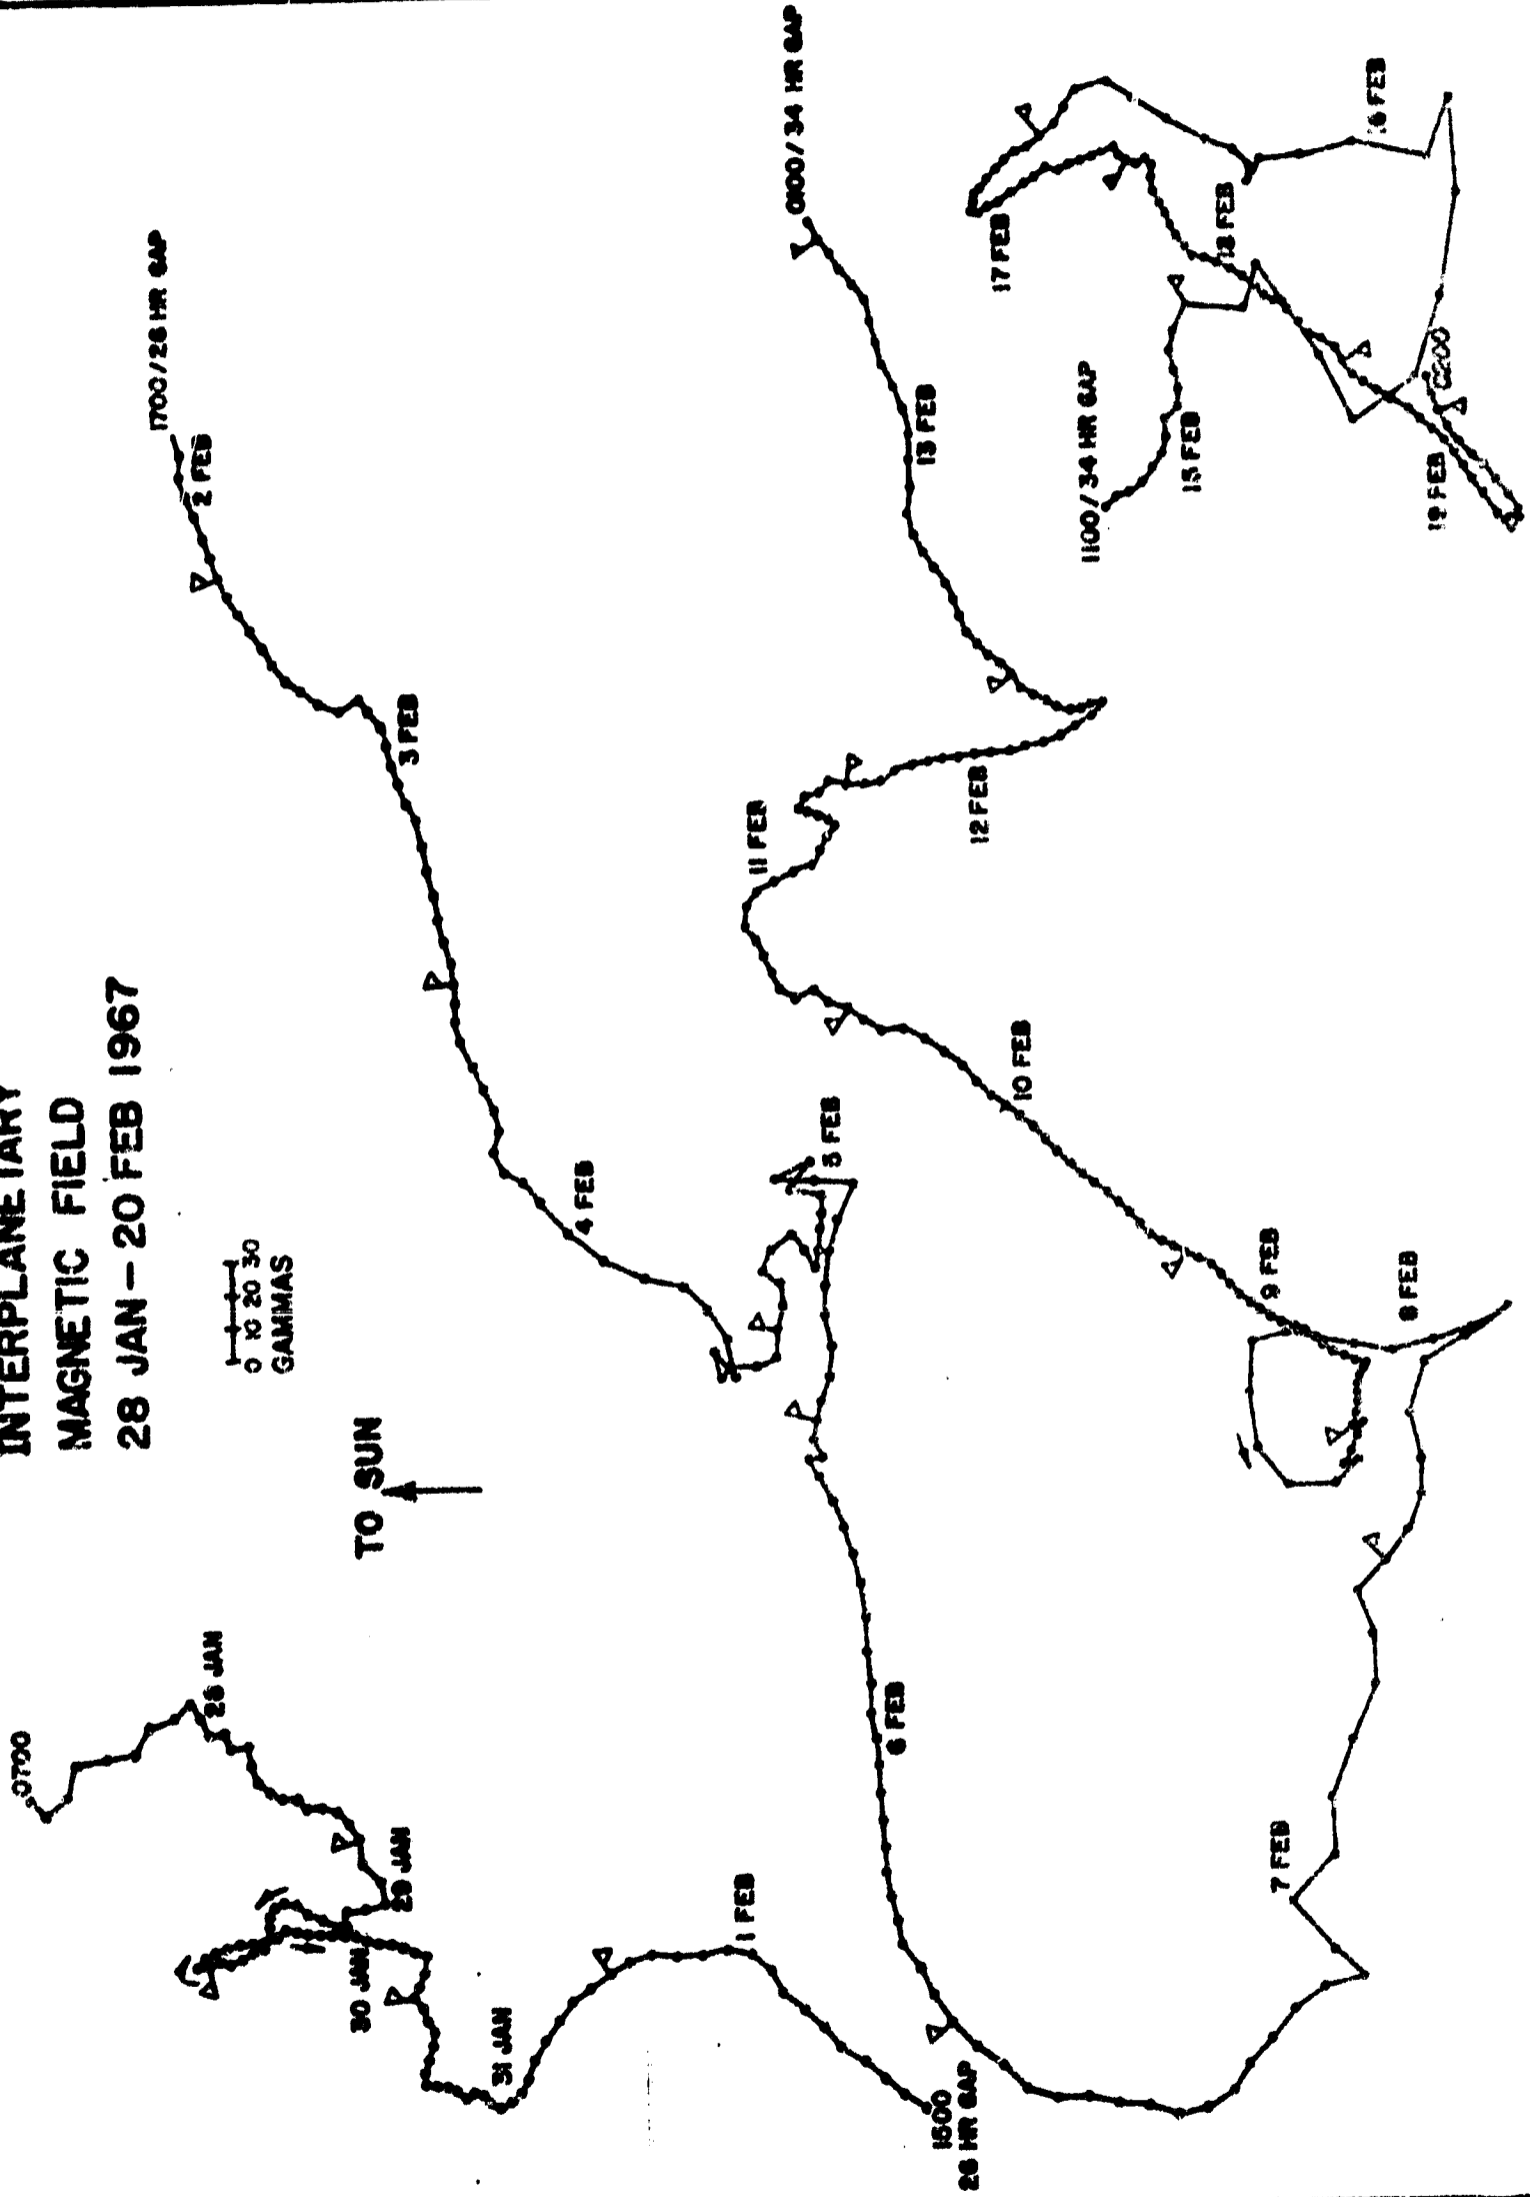 INTERPLANETARY
MAGNETIC FIELD
28 JAN - 20 FEB 1967
0 10 20 30
GAMMAS
TO SUN
0700
28 JAN
29 JAN
30 JAN
31 JAN
1 FEB
1500
26 HR GAP
1700/26 HR GAP
2 FEB
3 FEB
4 FEB
5 FEB
6 FEB
7 FEB
8 FEB
9 FEB
10 FEB
11 FEB
12 FEB
13 FEB
0100/34 HR GAP
1100/34 HR GAP
15 FEB
16 FEB
17 FEB
18 FEB
19 FEB
0200